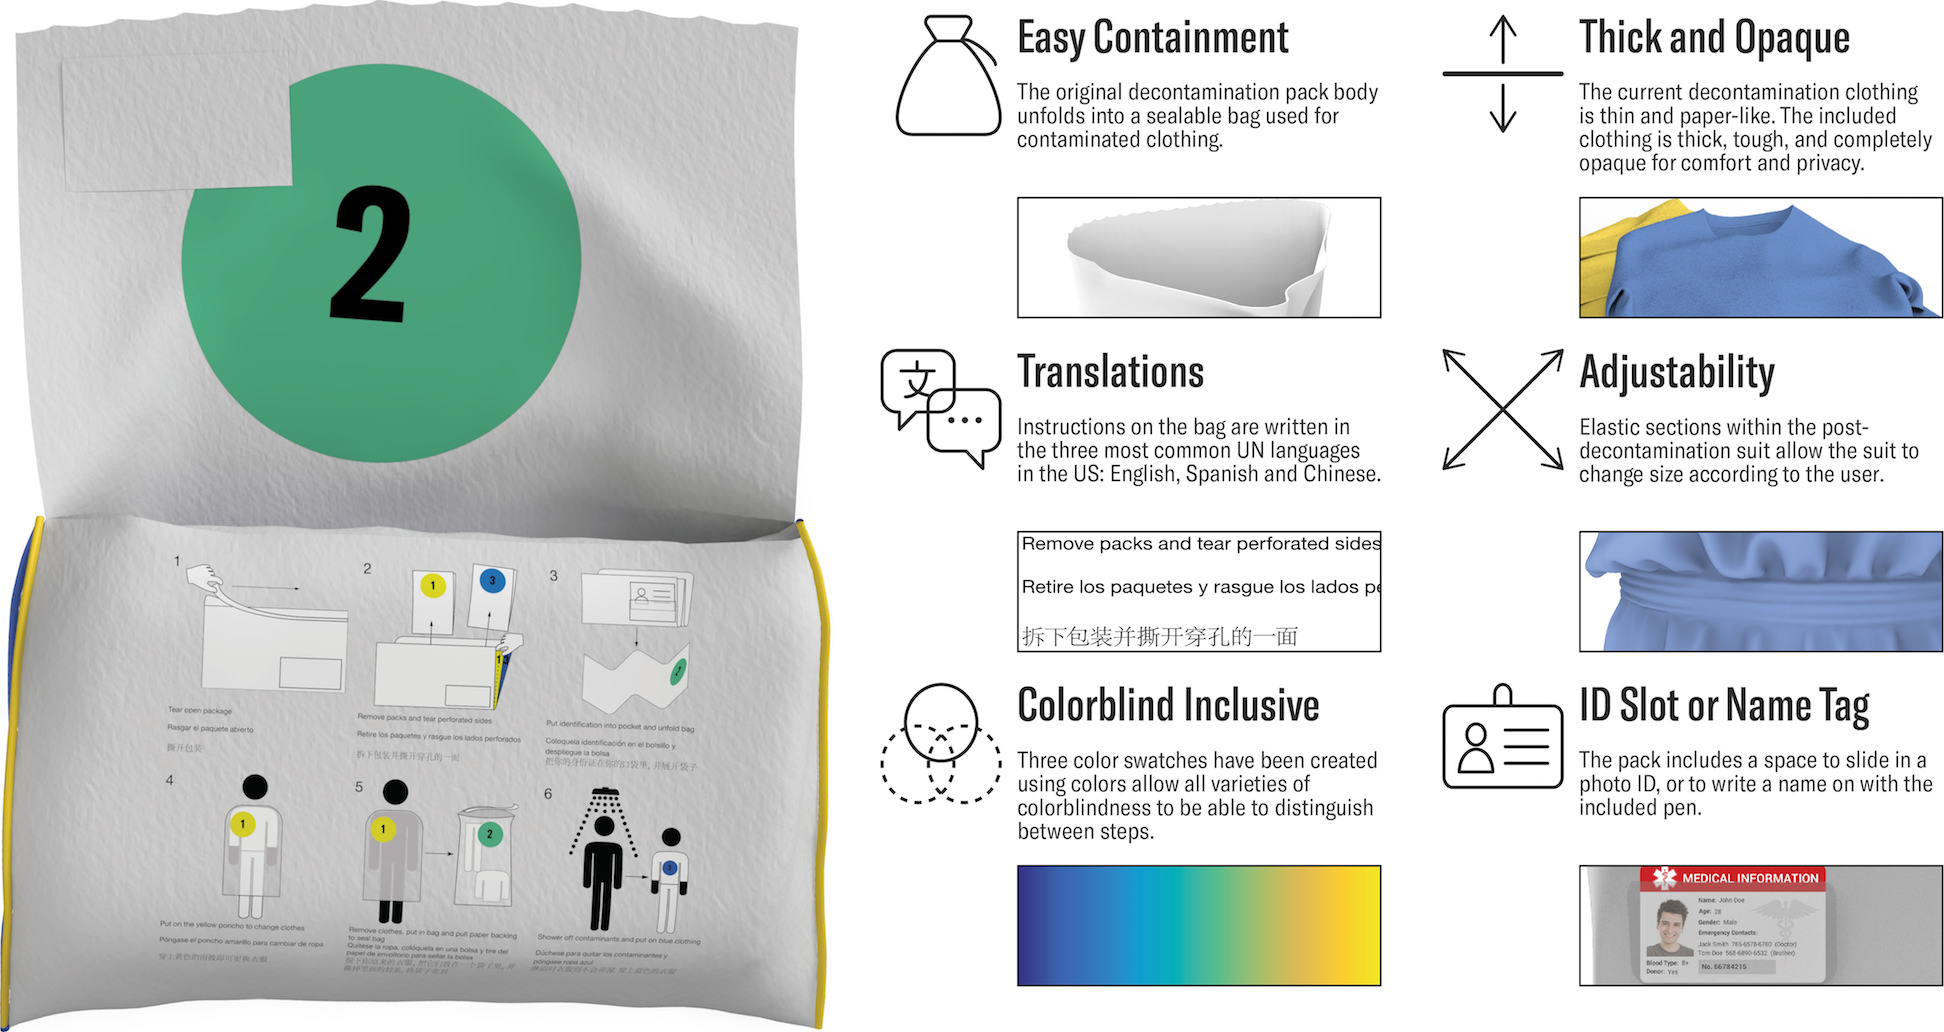 2
1
Tear open package
Rasgar el paquete abierto
撕开包装
2
1
3
1
3
Remove packs and tear perforated sides
Retire los paquetes y rasgue los lados perforados
拆下包装并撕开穿孔的一面
3
2
Put identification into pocket and unfold bag
Coloquela identificación en el bolsillo y
despliegue la bolsa
把你的身份证在你的口袋里, 并展开袋子
4
1
Put on the yellow poncho to change clothes
Póngase el poncho amarillo para cambiar de ropa
穿上黄色的雨披即可更换衣服
5
1
2
Remove clothes, put in bag and pull paper backing
to seal bag
Quítese la ropa, colóquela en una bolsa y tire del
papel de envoltorio para sellar la bolsa
6
3
Shower off contaminants and put on blue clothing
Dúchese para quitar los contaminantes y
póngase ropa azul
Easy Containment
The original decontamination pack body
unfolds into a sealable bag used for
contaminated clothing.
Thick and Opaque
The current decontamination clothing
is thin and paper-like. The included
clothing is thick, tough, and completely
opaque for comfort and privacy.
文
Translations
Instructions on the bag are written in
the three most common UN languages
in the US: English, Spanish and Chinese.
Remove packs and tear perforated sides
Retire los paquetes y rasgue los lados pe
拆下包装并撕开穿孔的一面
Adjustability
Elastic sections within the post-
decontamination suit allow the suit to
change size according to the user.
Colorblind Inclusive
Three color swatches have been created
using colors allow all varieties of
colorblindness to be able to distinguish
between steps.
ID Slot or Name Tag
The pack includes a space to slide in a
photo ID, or to write a name on with the
included pen.
MEDICAL INFORMATION
Name: John Doe
Age: 28
Gender: Male
Emergency Contacts:
Jack Smith 765-6578-6780 (Doctor)
Tom Doe 568-6890-6532 (Brother)
Blood Type: B+
Donor: Yes
No. 66784215